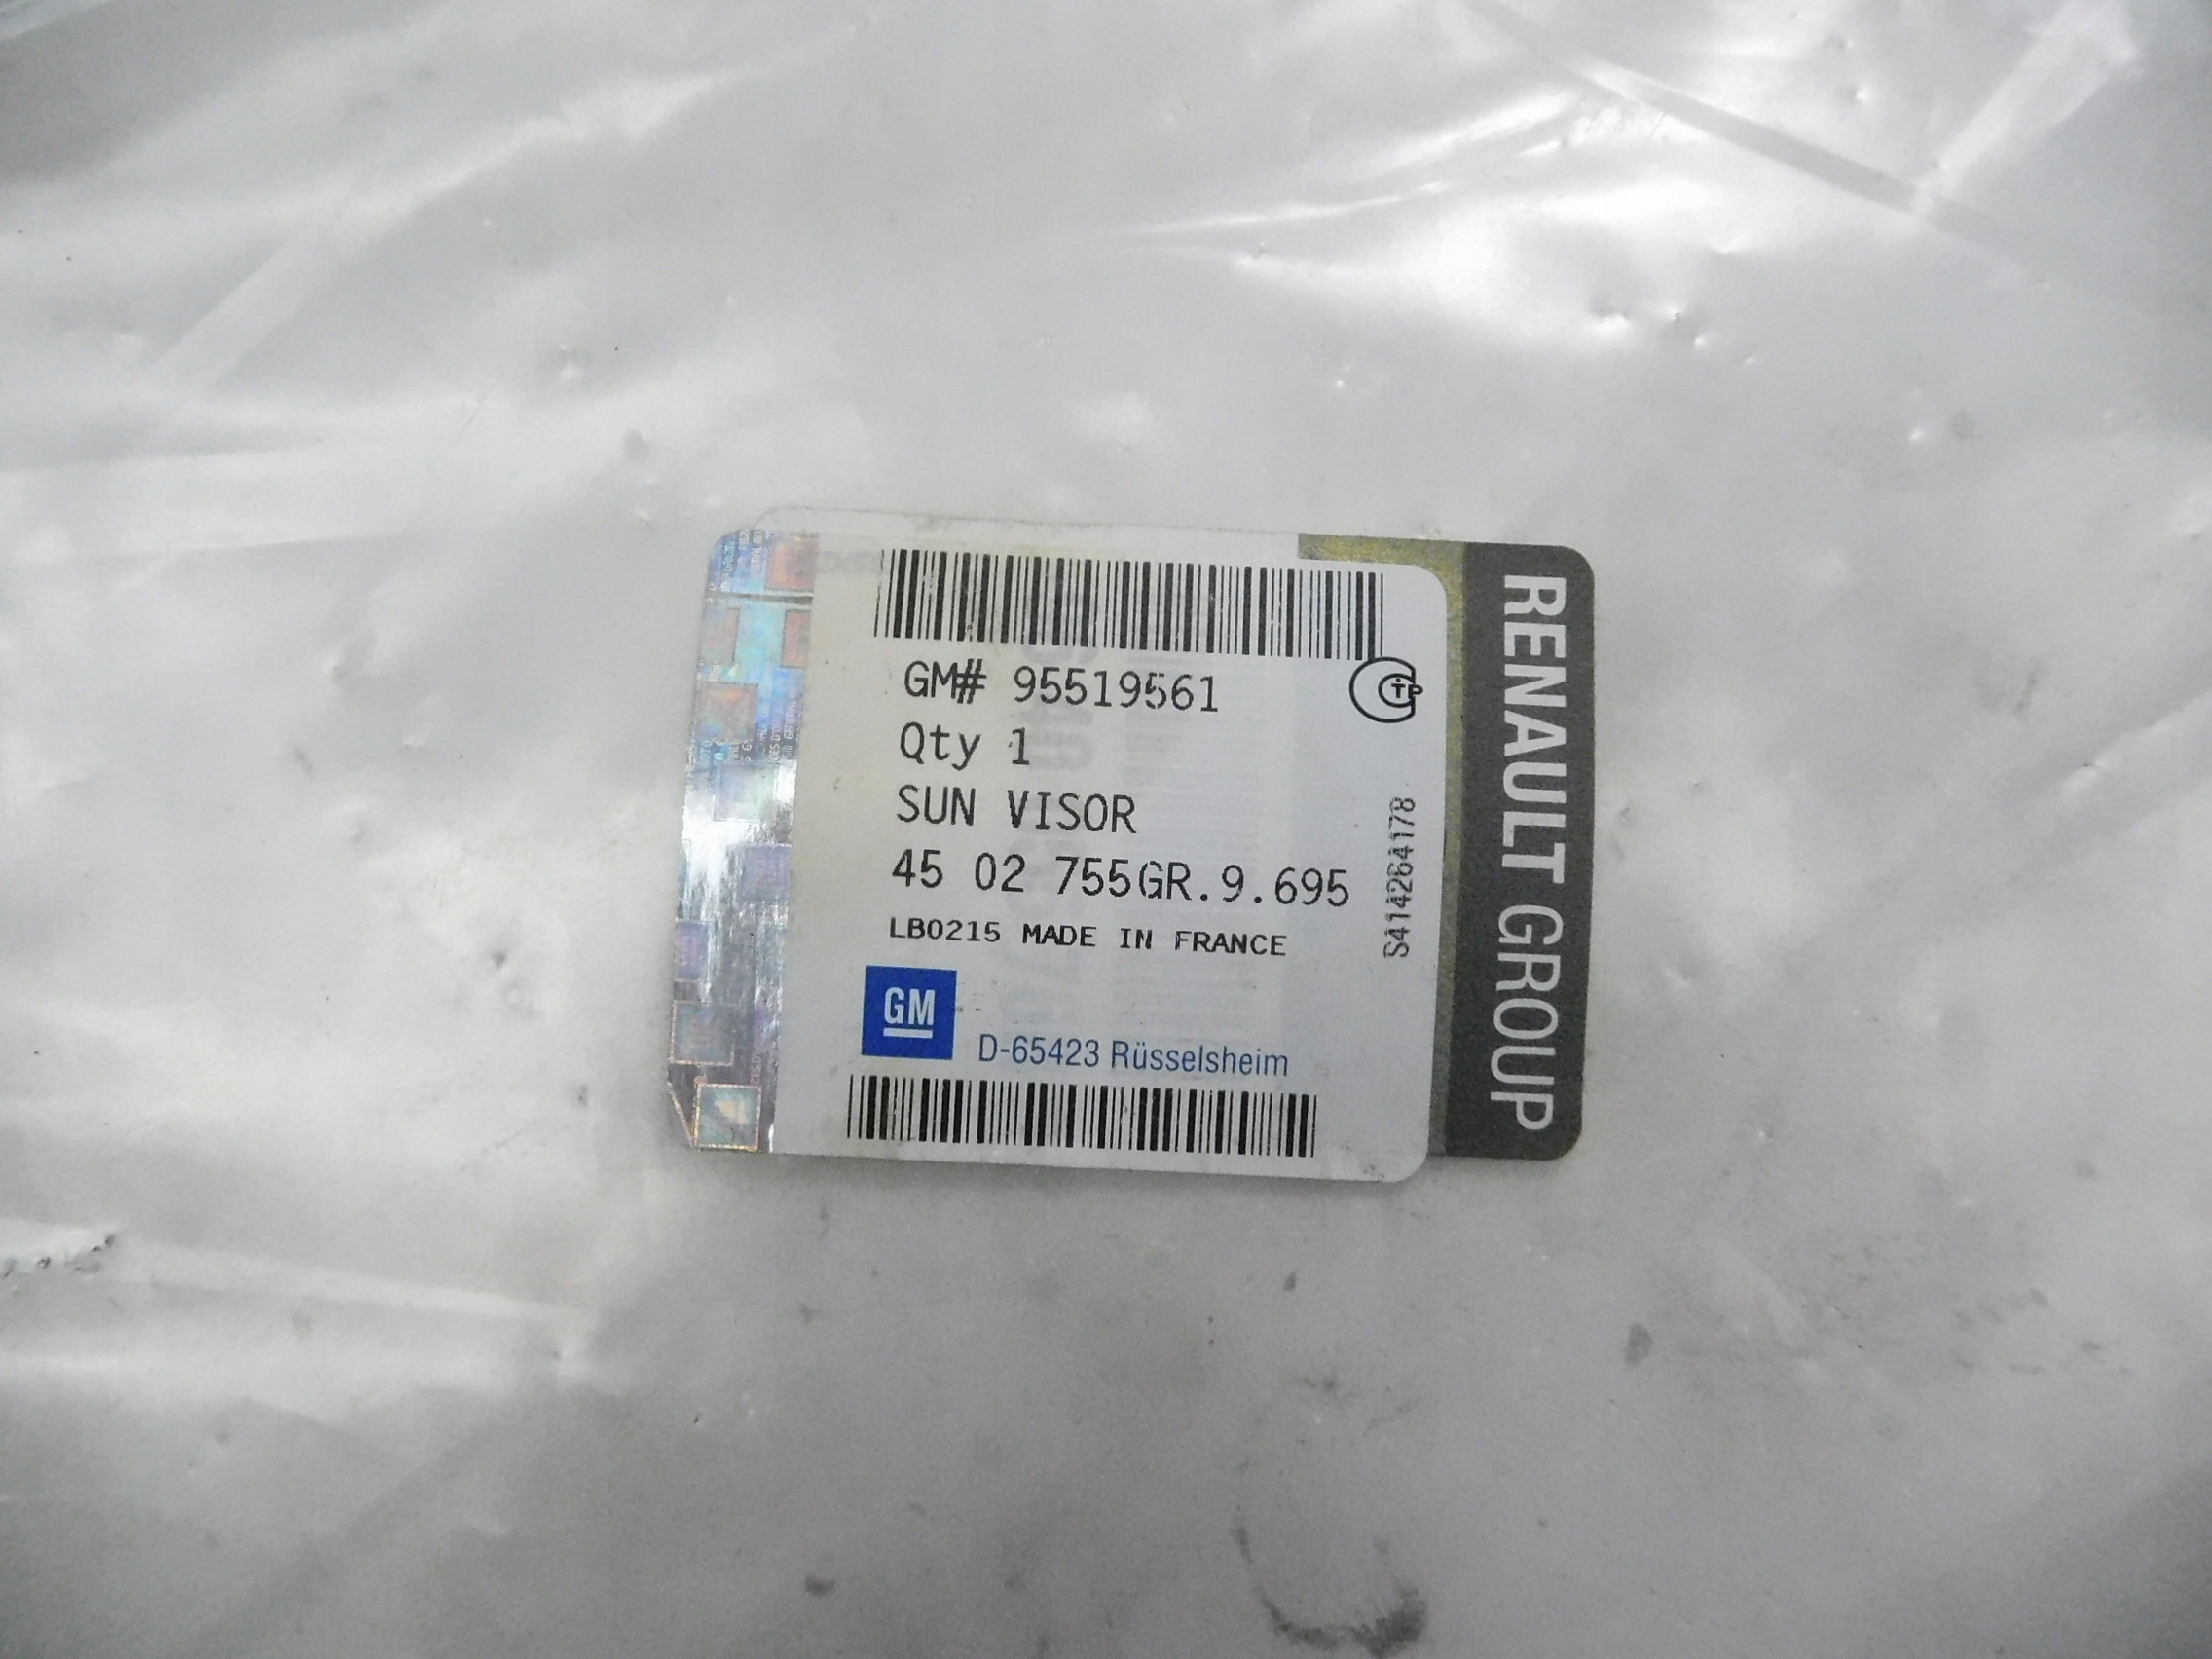 GM# 95519561
Qty 1
SUN VISOR
45 02 755GR.9.695
LB0215 MADE IN FRANCE
GM
D-65423 Rüsselsheim
S414264178
RENAULT GROUP